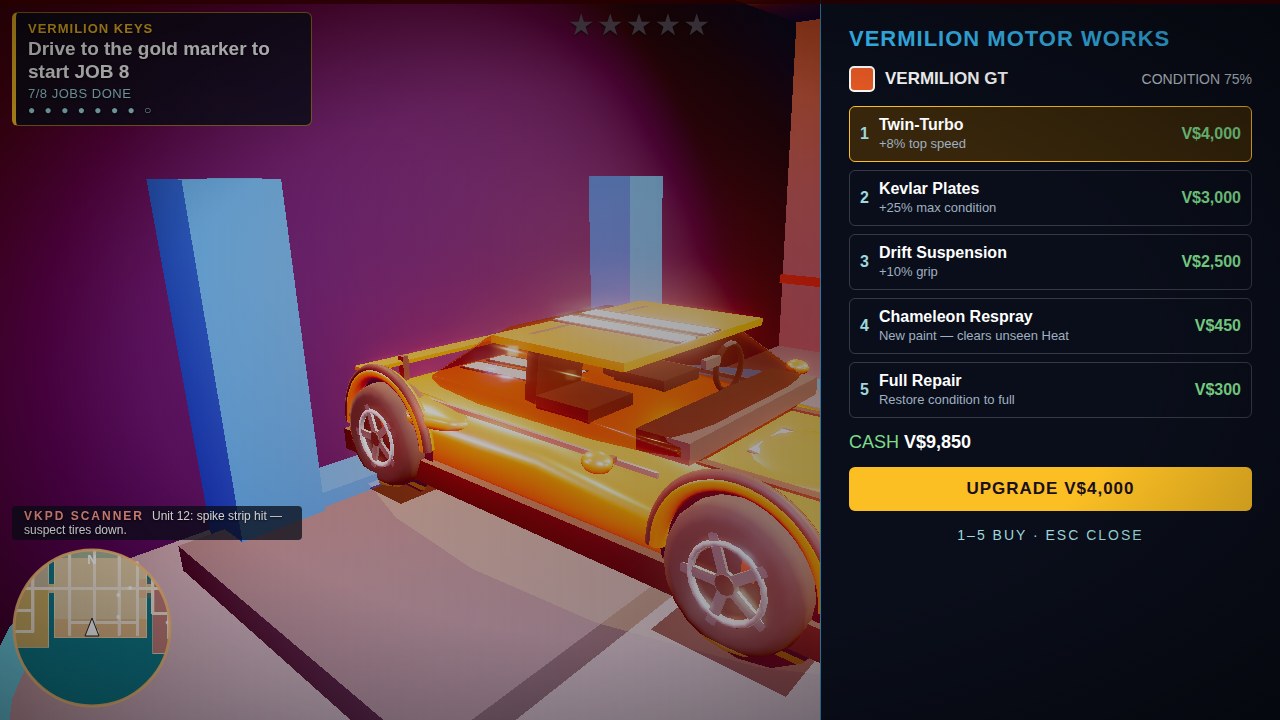 VERMILION KEYS
Drive to the gold marker to
start JOB 8
7/8 JOBS DONE
VKPD SCANNER Unit 12: spike strip hit —
suspect tires down.
N
VERMILION MOTOR WORKS
VERMILION GT CONDITION 75%
1 Twin-Turbo V$4,000
+8% top speed
2 Kevlar Plates V$3,000
+25% max condition
3 Drift Suspension V$2,500
+10% grip
4 Chameleon Respray V$450
New paint — clears unseen Heat
5 Full Repair V$300
Restore condition to full
CASH V$9,850
UPGRADE V$4,000
1–5 BUY · ESC CLOSE